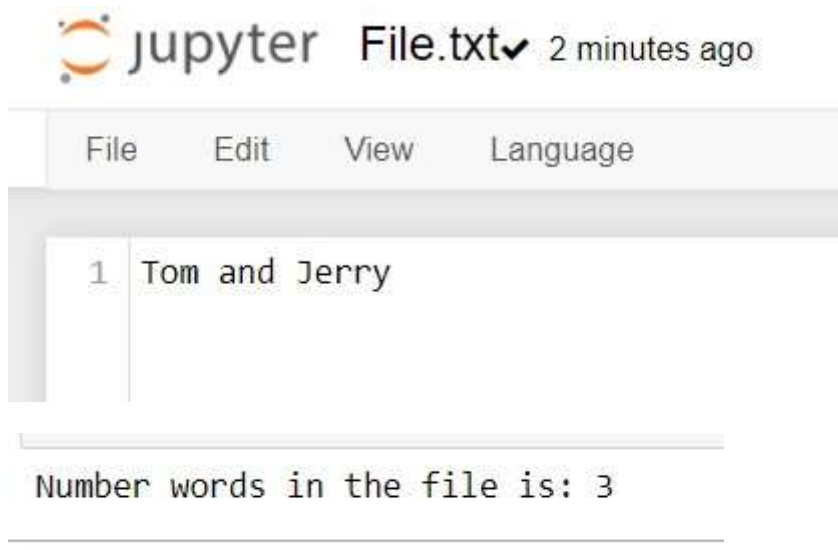 jupyter File.txt✔ 2 minutes ago
File Edit View Language
1 Tom and Jerry
Number words in the file is: 3